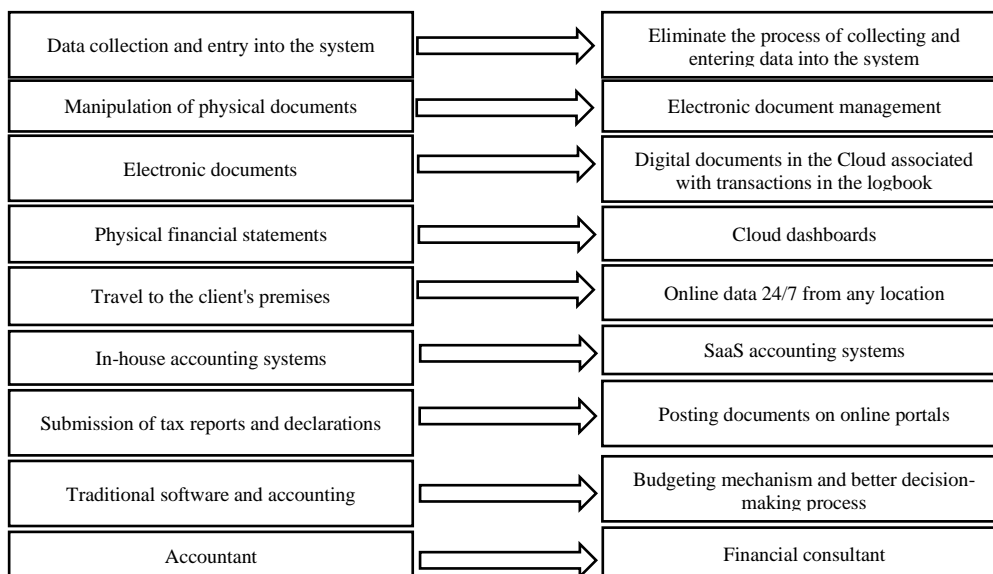 Data collection and entry into the system
Eliminate the process of collecting and
entering data into the system
Manipulation of physical documents
Electronic document management
Electronic documents
Digital documents in the Cloud associated
with transactions in the logbook
Physical financial statements
Cloud dashboards
Travel to the client's premises
Online data 24/7 from any location
In-house accounting systems
SaaS accounting systems
Submission of tax reports and declarations
Posting documents on online portals
Traditional software and accounting
Budgeting mechanism and better decision-
making process
Accountant
Financial consultant